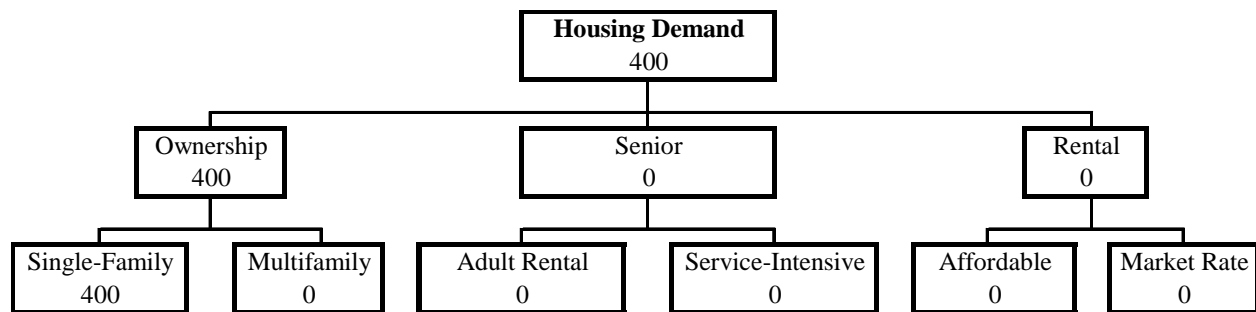 Housing Demand
400
Ownership
400
Senior
0
Rental
0
Single-Family
400
Multifamily
0
Adult Rental
0
Service-Intensive
0
Affordable
0
Market Rate
0